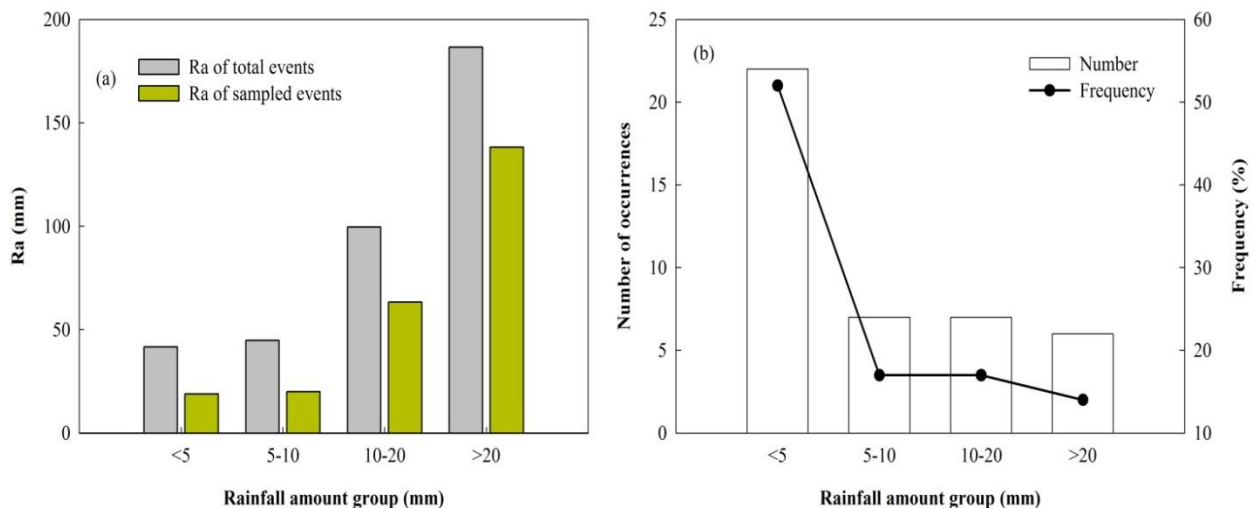 (a)
Ra of total events
Ra of sampled events
Ra (mm)
200
150
100
50
0
<5
5-10
10-20
>20
Rainfall amount group (mm)
(b)
Number
Frequency
Number of occurrences
25
20
15
10
5
0
Frequency (%)
60
50
40
30
20
10
<5
5-10
10-20
>20
Rainfall amount group (mm)